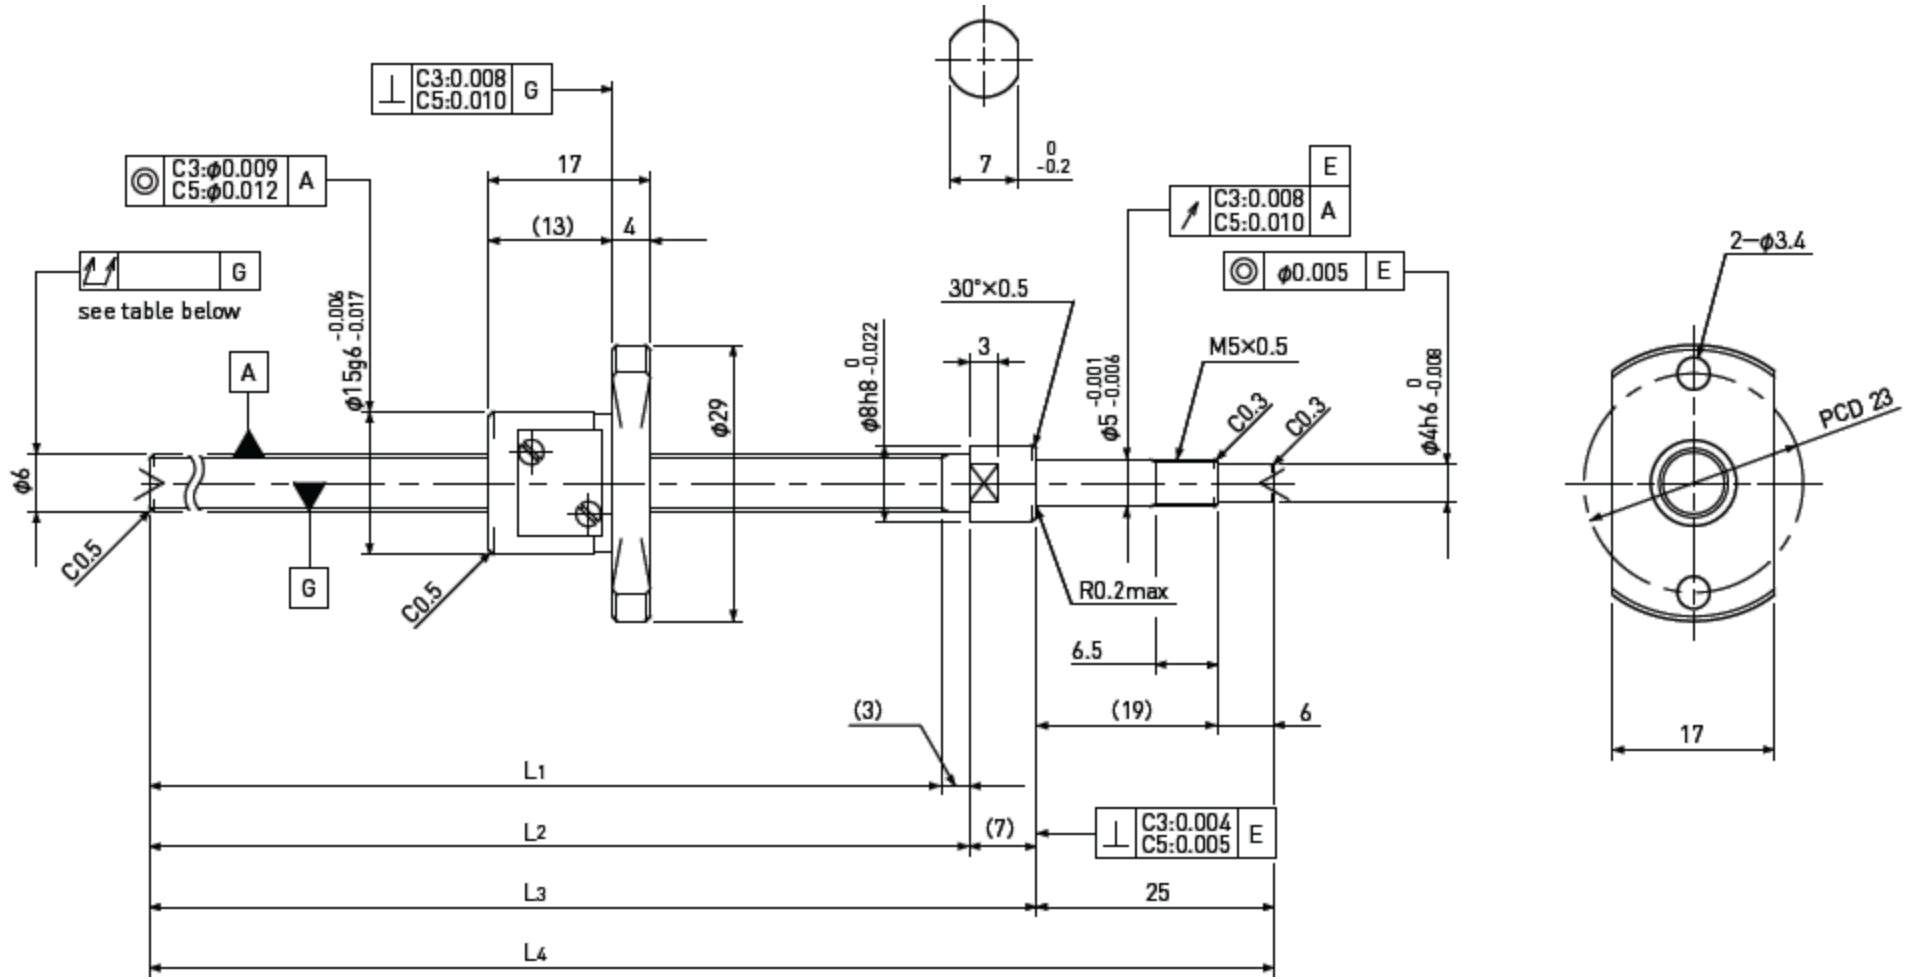 C3:0.008
C5:0.010
G
C3:ϕ0.009
C5:ϕ0.012
A
17
7
0
-0.2
E
C3:0.008
C5:0.010
A
(13)
4
2-ϕ3.4
G
see table below
ϕ0.005
E
30°×0.5
ϕ15g6
-0.006
-0.017
3
M5×0.5
A
ϕ8h8
0
-0.022
ϕ5
-0.001
-0.006
C0.3
C0.3
ϕ4h6
0
-0.008
PCD 23
ϕ29
ϕ6
C0.5
G
C0.5
R0.2max
6.5
(3)
(19)
6
17
L1
C3:0.004
C5:0.005
E
L2
(7)
L3
25
L4